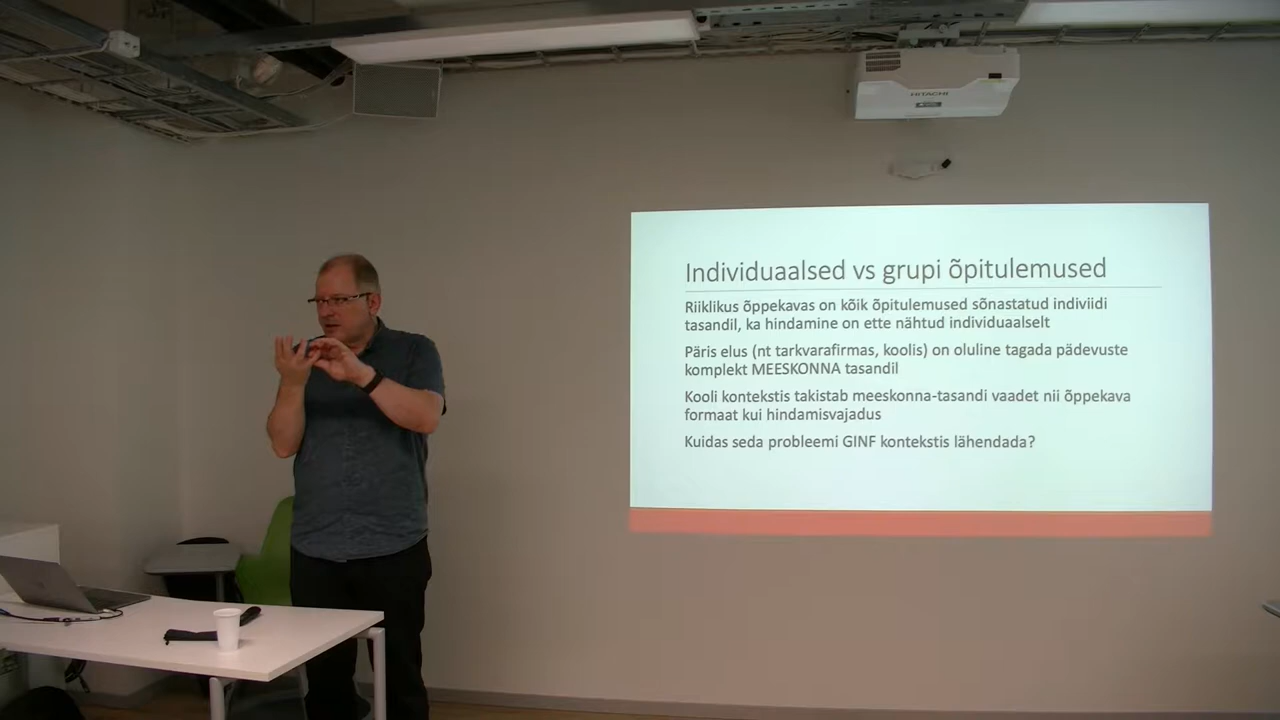 HITACHI
Individuaalsed vs grupi õpitulemused
Riiklikus õppekavas on kõik õpitulemused sõnastatud indiviidi
tasandil, ka hindamine on ette nähtud individuaalselt
Päris elus (nt tarkvarafirmas, koolis) on oluline tagada pädevuste
komplekt MEESKONNA tasandil
Kooli kontekstis takistab meeskonna-tasandi vaadet nii õppekava
formaat kui hindamisvajadus
Kuidas seda probleemi GINF kontekstis lähendada?